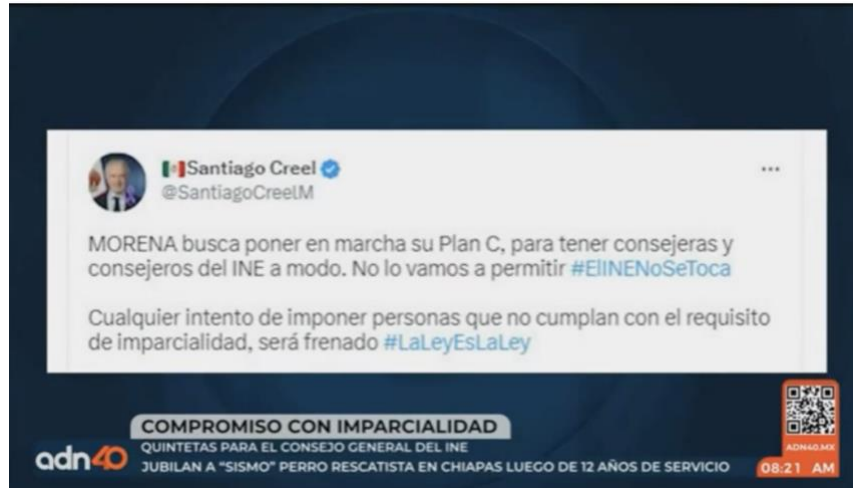 Santiago Creel
@SantiagoCreelM
MORENA busca poner en marcha su Plan C, para tener consejeras y
consejeros del INE a modo. No lo vamos a permitir #ElINENoSeToca
Cualquier intento de imponer personas que no cumplan con el requisito
de imparcialidad, será frenado #LaLeyEsLaLey
COMPROMISO CON IMPARCIALIDAD
QUINTETAS PARA EL CONSEJO GENERAL DEL INE
adn40
JUBILAN A "SISMO" PERRO RESCATISTA EN CHIAPAS LUEGO DE 12 AÑOS DE SERVICIO
ADN40.MX
08:21 AM